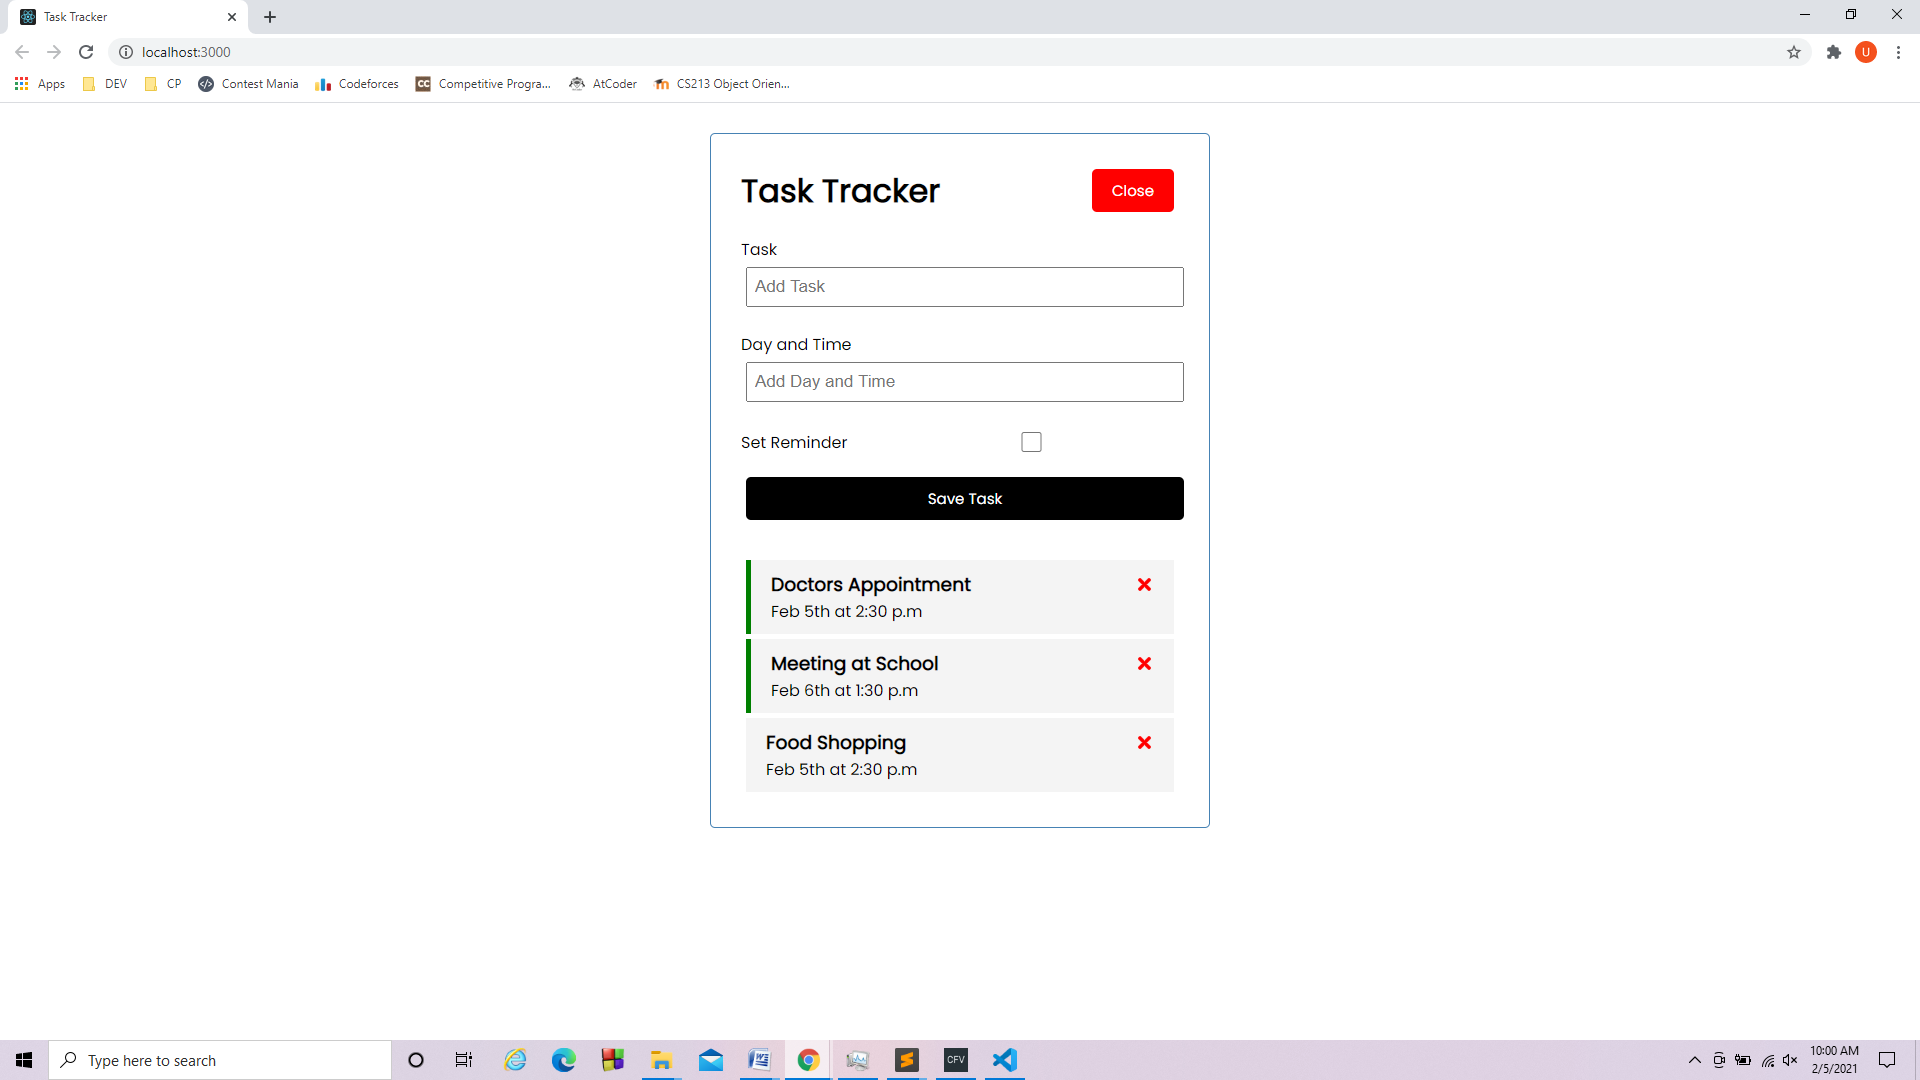 Task Tracker
localhost:3000
U
Apps
DEV
CP
Contest Mania
Codeforces
CC
Competitive Progra...
AtCoder
CS213 Object Orien...
Task Tracker
Close
Task
Add Task
Day and Time
Add Day and Time
Set Reminder
Save Task
Doctors Appointment
Feb 5th at 2:30 p.m
Meeting at School
Feb 6th at 1:30 p.m
Food Shopping
Feb 5th at 2:30 p.m
Type here to search
CFV
10:00 AM
2/5/2021